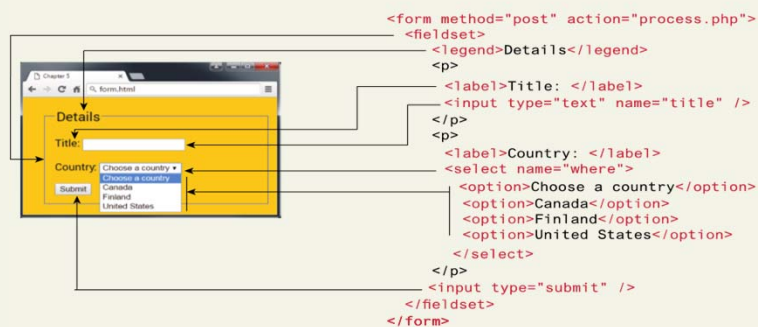 <form method="post" action="process.php">
<fieldset>
<legend>Details</legend>
<p>
<label>Title: </label>
<input type="text" name="title" />
</p>
<p>
<label>Country: </label>
<select name="where">
<option>Choose a country</option>
<option>Canada</option>
<option>Finland</option>
<option>United States</option>
</select>
</p>
<input type="submit" />
</fieldset>
</form>
Chapter 5
form.html
Details
Title:
Country: Choose a country
Choose a country
Canada
Finland
United States
Submit